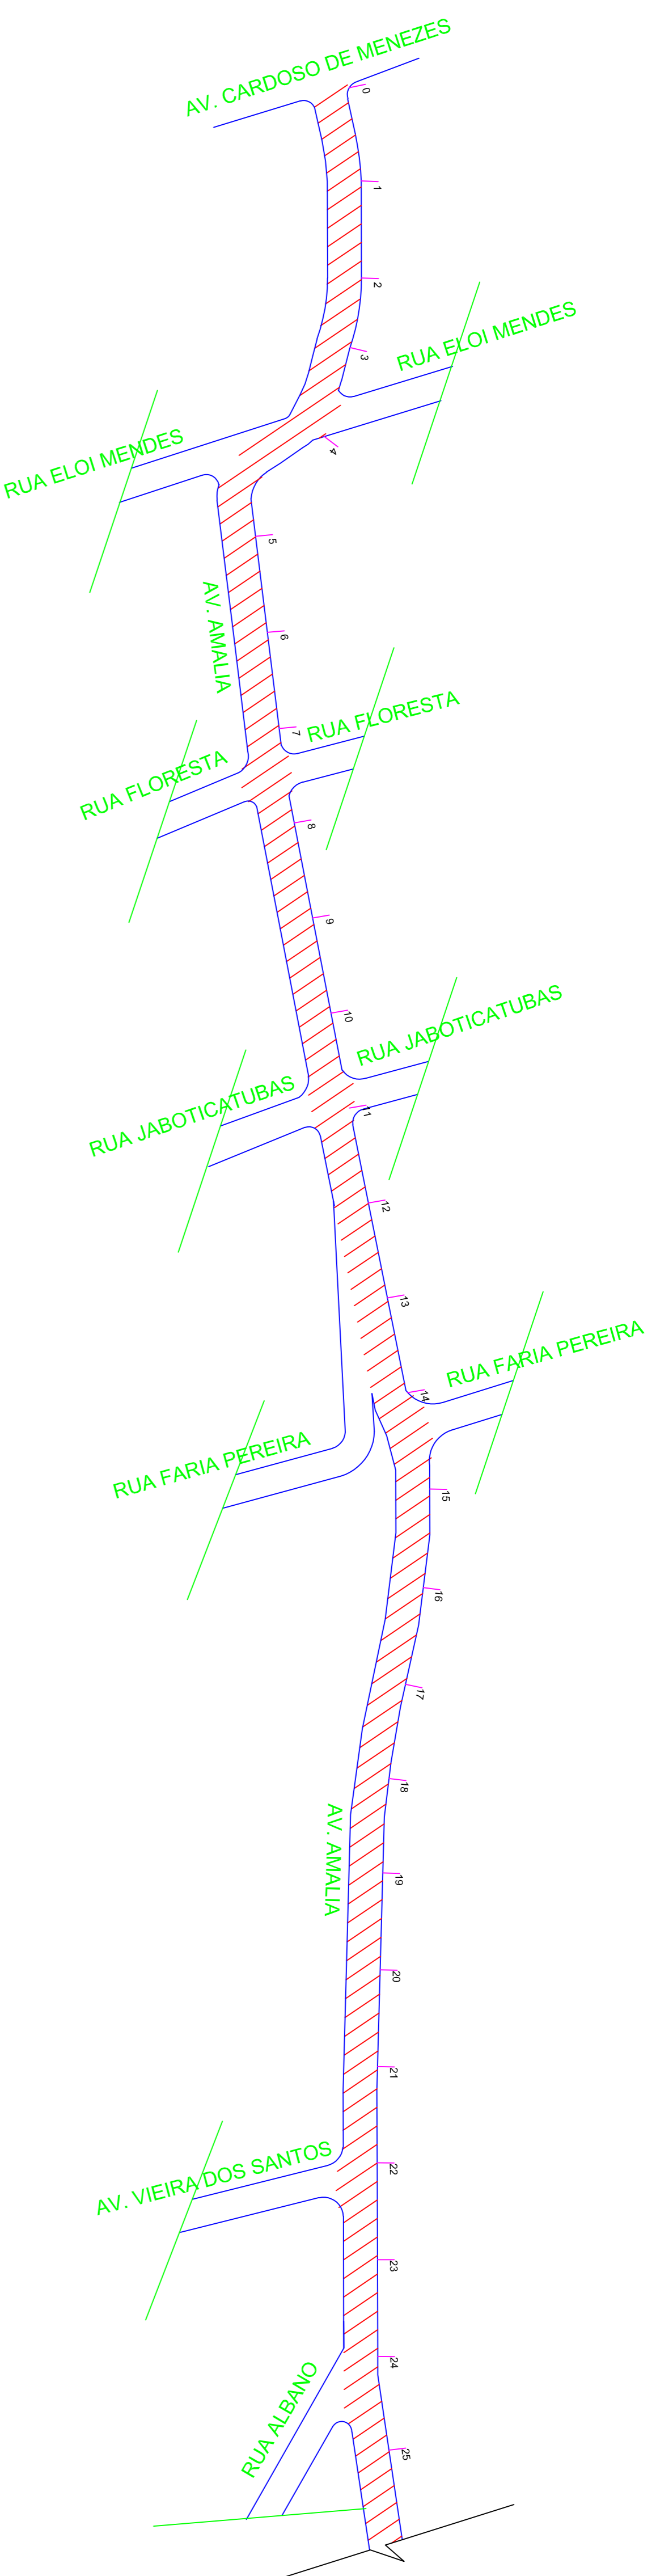 AV. CARDOSO DE MENEZES
0
1
2
RUA ELOI MENDES
3
RUA ELOI MENDES
4
5
AV. AMALIA
6
RUA FLORESTA
7
RUA FLORESTA
8
9
10
RUA JABOTICATUBAS
RUA JABOTICATUBAS
11
12
13
RUA FARIA PEREIRA
14
RUA FARIA PEREIRA
15
16
17
18
AV. AMALIA
19
20
21
AV. VIEIRA DOS SANTOS
22
23
24
RUA ALBANO
25